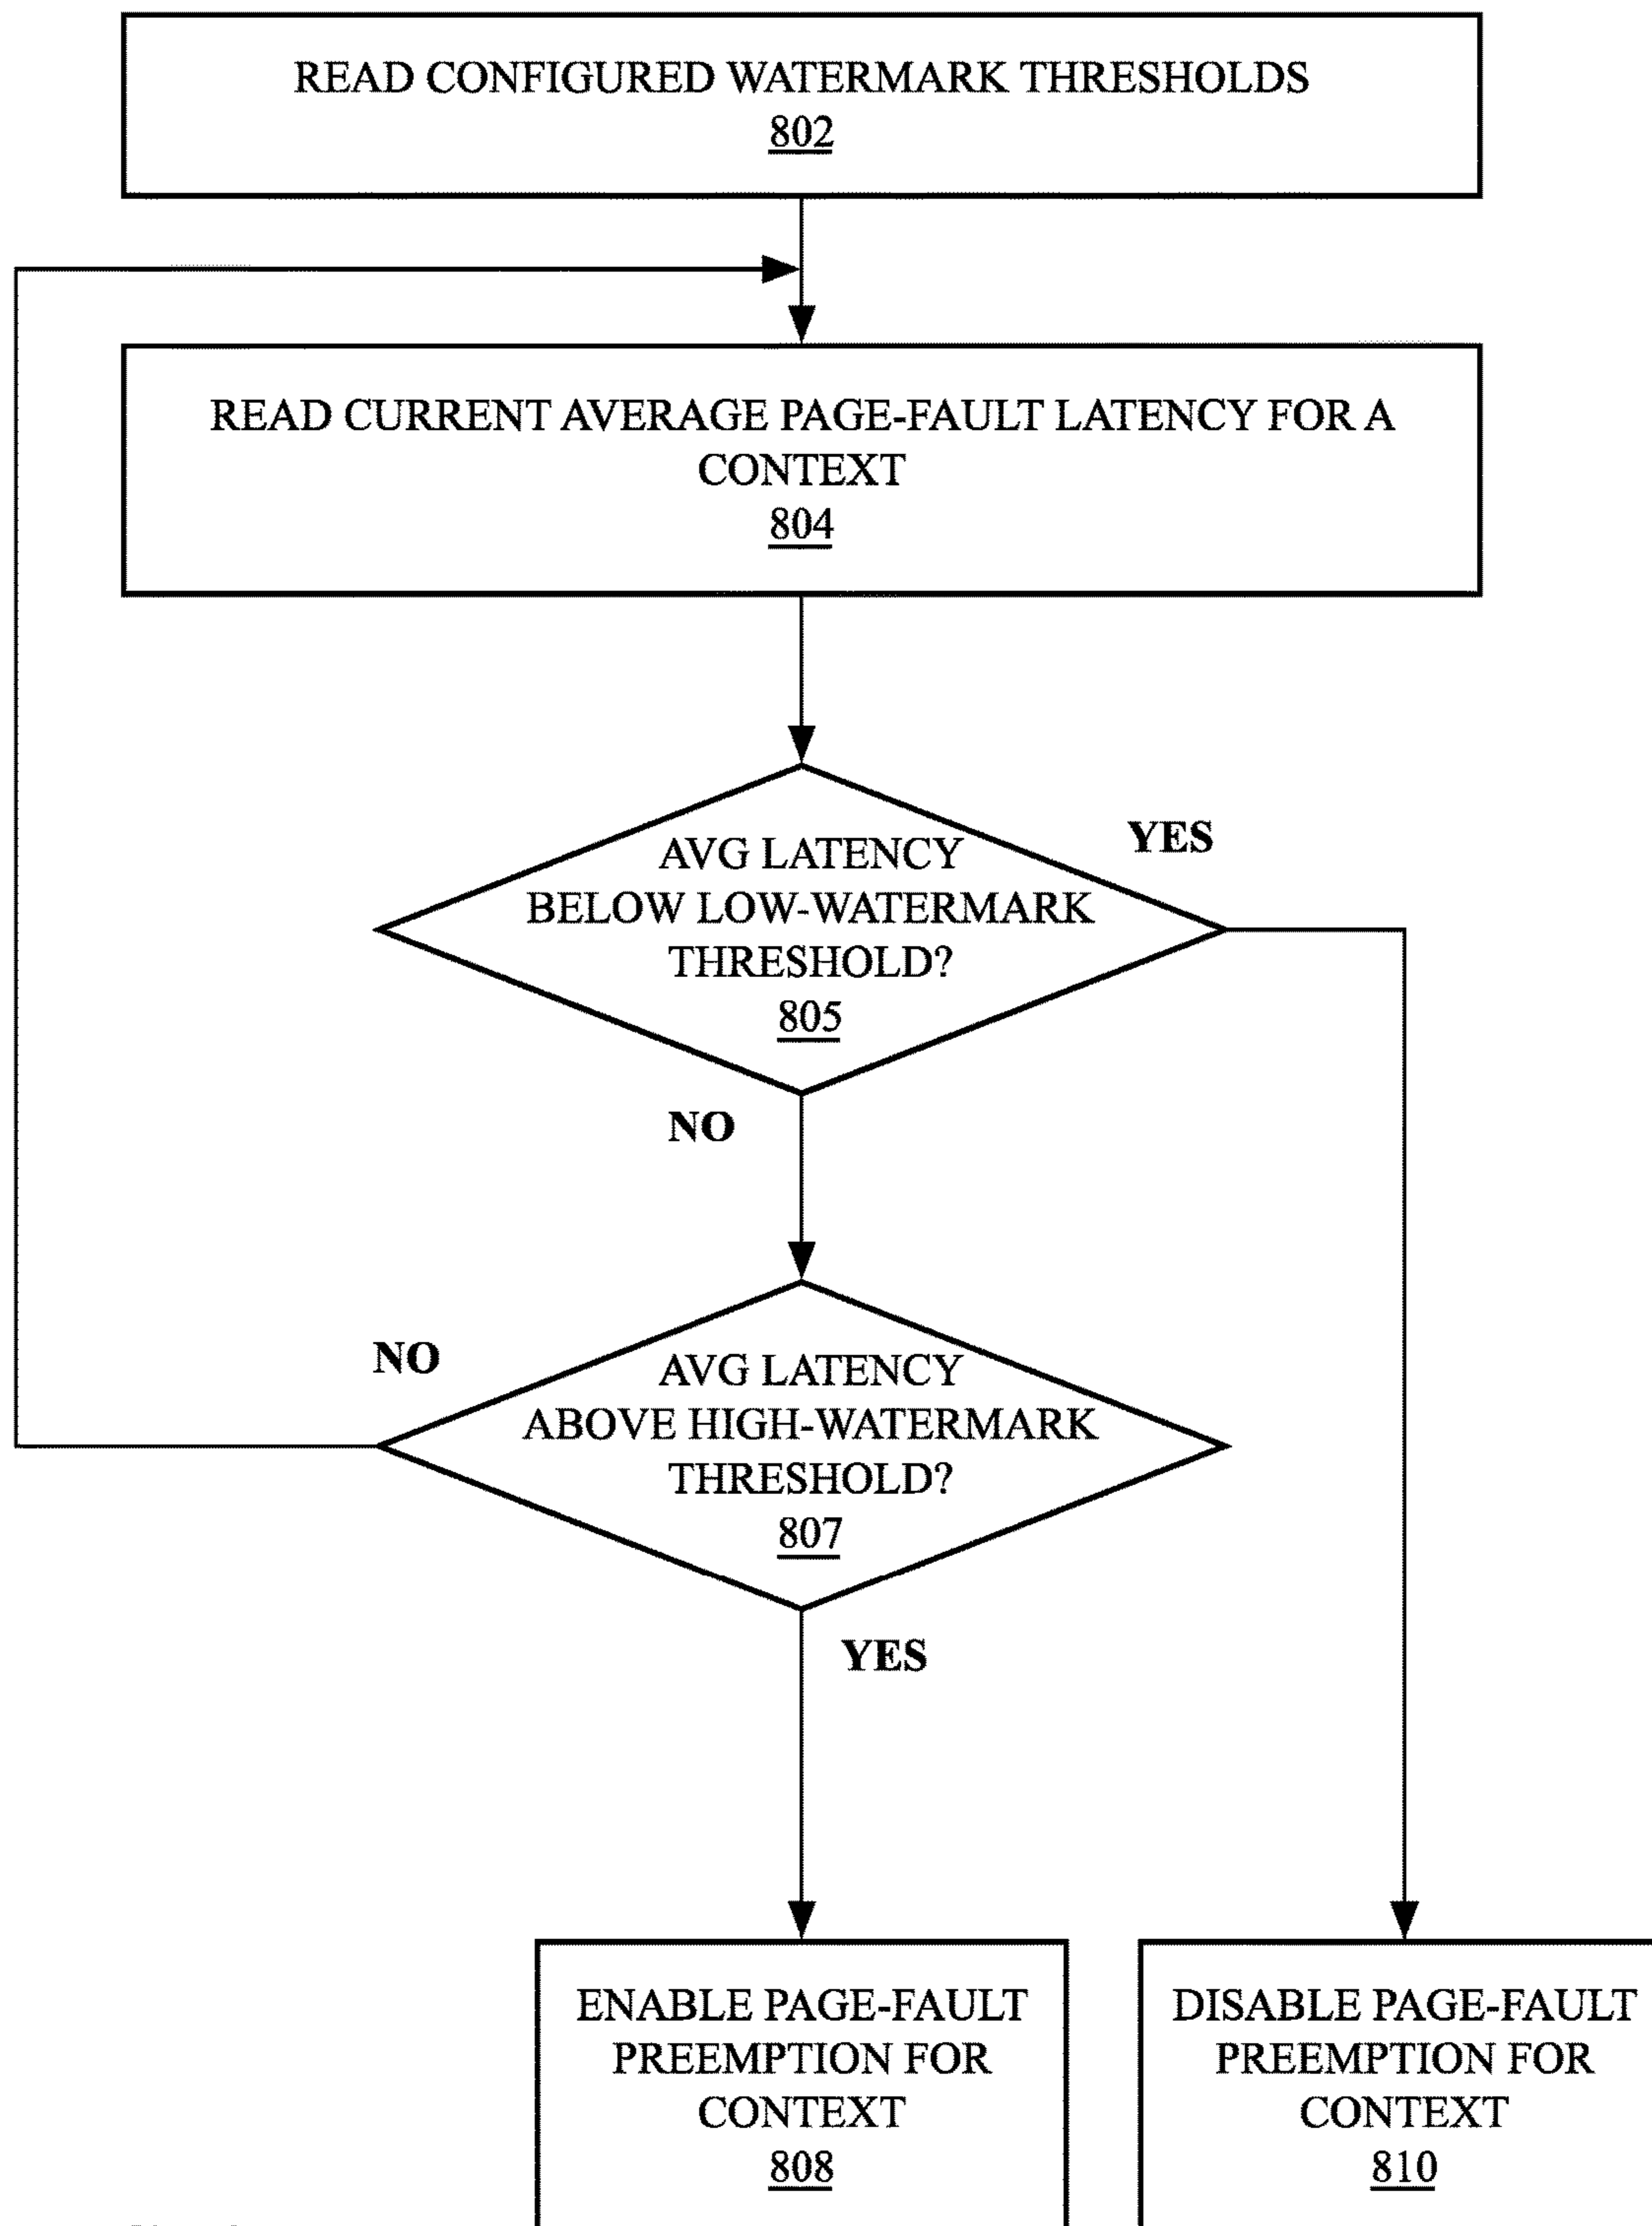 READ CONFIGURED WATERMARK THRESHOLDS
802
READ CURRENT AVERAGE PAGE-FAULT LATENCY FOR A
CONTEXT
804
AVG LATENCY
BELOW LOW-WATERMARK
THRESHOLD?
805
YES
NO
AVG LATENCY
ABOVE HIGH-WATERMARK
THRESHOLD?
807
NO
YES
ENABLE PAGE-FAULT
PREEMPTION FOR
CONTEXT
808
DISABLE PAGE-FAULT
PREEMPTION FOR
CONTEXT
810